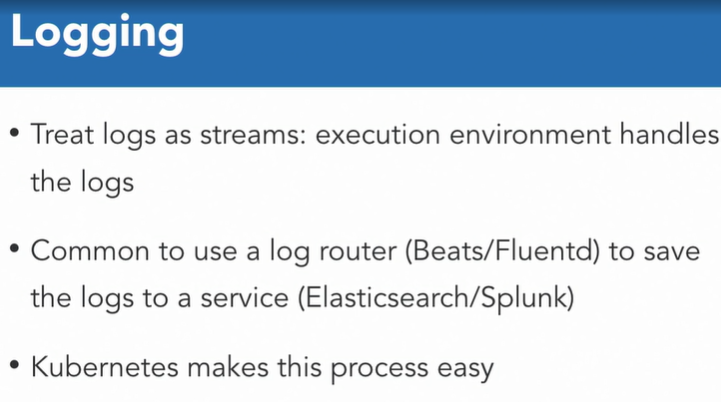 Logging
• Treat logs as streams: execution environment handles
the logs
• Common to use a log router (Beats/Fluentd) to save
the logs to a service (Elasticsearch/Splunk)
• Kubernetes makes this process easy